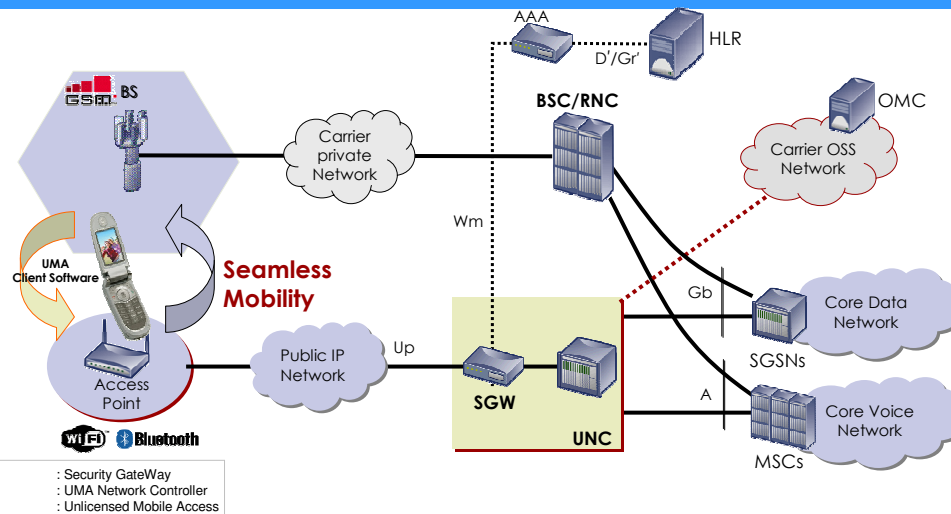 AAA
HLR
D'/Gr'
GSM
BS
BSC/RNC
OMC
Carrier
private
Network
Carrier OSS
Network
Wm
UMA
Client Software
Seamless
Mobility
Gb
Core Data
Network
SGSNs
Public IP
Network
Up
Access
Point
SGW
UNC
A
Core Voice
Network
MSCs
Wi Fi
Bluetooth
: Security GateWay
: UMA Network Controller
: Unlicensed Mobile Access